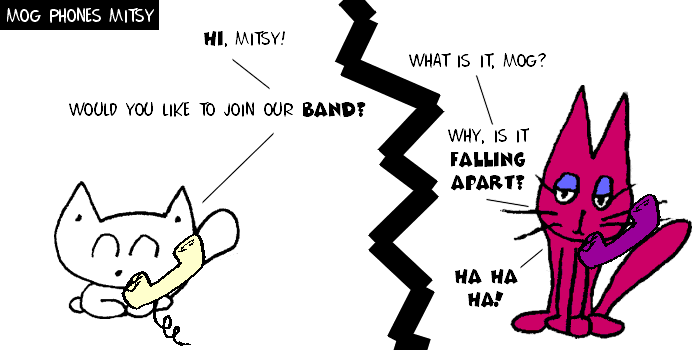 MOG PHONES MITSY
HI, MITSY!
WOULD YOU LIKE TO JOIN OUR BAND?
WHAT IS IT, MOG?
WHY, IS IT
FALLING
APART?
HA HA
HA!